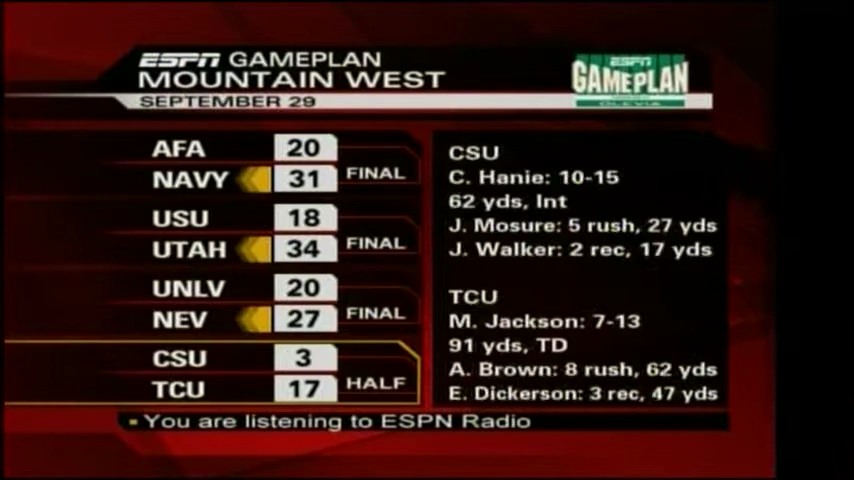 ESPN GAMEPLAN
MOUNTAIN WEST
SEPTEMBER 29
ESPN
GAMEPLAN
OLEVIA
AFA 20
NAVY 31
FINAL
USU 18
UTAH 34
FINAL
UNLV 20
NEV 27
FINAL
CSU 3
TCU 17
HALF
CSU
C. Hanie: 10-15
62 yds, Int
J. Mosure: 5 rush, 27 yds
J. Walker: 2 rec, 17 yds
TCU
M. Jackson: 7-13
91 yds, TD
A. Brown: 8 rush, 62 yds
E. Dickerson: 3 rec, 47 yds
You are listening to ESPN Radio